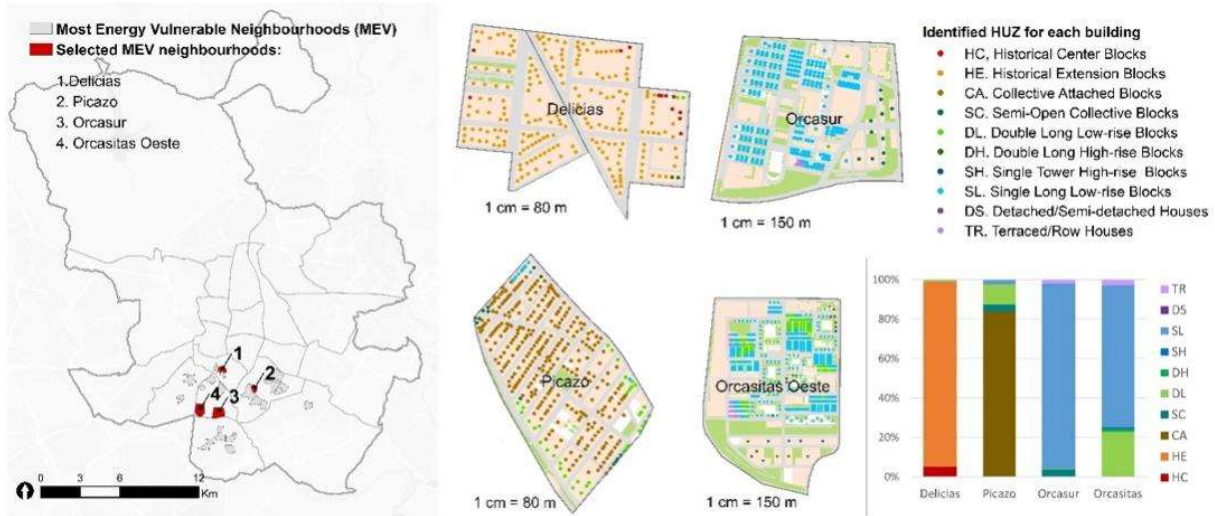 Most Energy Vulnerable Neighbourhoods (MEV)
Selected MEV neighbourhoods:
1.Delicias
2. Picazo
3. Orcasur
4. Orcasitas Oeste
1
2
4
3
0 3 6 12
Km
Delicias
1 cm = 80 m
Orcasur
1 cm = 150 m
Picazo
1 cm = 80 m
Orcasitas Oeste
1 cm = 150 m
Identified HUZ for each building
HC, Historical Center Blocks
HE. Historical Extension Blocks
CA. Collective Attached Blocks
SC. Semi-Open Collective Blocks
DL. Double Long Low-rise Blocks
DH. Double Long High-rise Blocks
SH. Single Tower High-rise Blocks
SL. Single Long Low-rise Blocks
DS. Detached/Semi-detached Houses
TR. Terraced/Row Houses
100%
80%
60%
40%
20%
0%
Delicias Picazo Orcasur Orcasitas
TR
DS
SL
SH
DH
DL
SC
CA
HE
HC